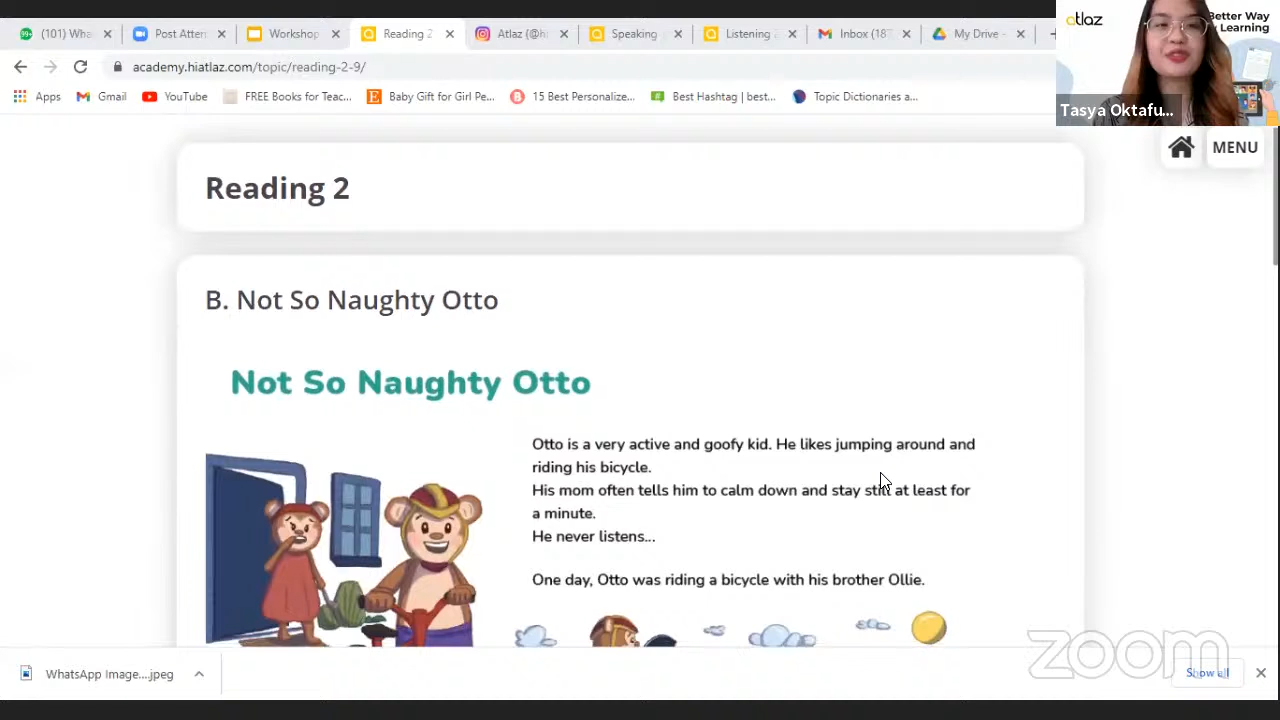 (101) Wha
Post Atter
Workshop
Reading 2
Atlaz (@h
Speaking
Listening
Inbox (18
My Drive -
academy.hiatlaz.com/topic/reading-2-9/
Apps
Gmail
YouTube
FREE Books for Teac...
Baby Gift for Girl Pe...
15 Best Personalize...
Best Hashtag | best...
Topic Dictionaries a...
atlaz
Better Way
Learning
Tasya Oktafu...
MENU
Reading 2
B. Not So Naughty Otto
Not So Naughty Otto
Otto is a very active and goofy kid. He likes jumping around and
riding his bicycle.
His mom often tells him to calm down and stay still at least for
a minute.
He never listens...
One day, Otto was riding a bicycle with his brother Ollie.
WhatsApp Image....jpeg
zoom
Show all